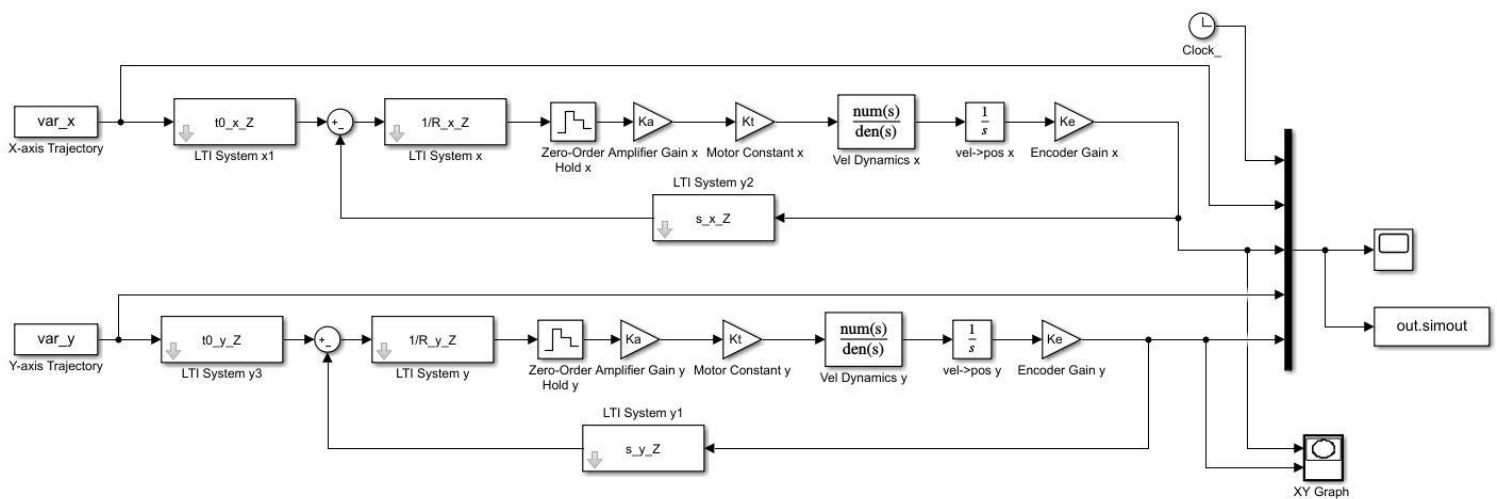 Clock_
var_x
X-axis Trajectory
t0_x_Z
LTI System x1
+
-
1/R_x_Z
LTI System x
Zero-Order
Hold x
Ka
Amplifier Gain x
Kt
Motor Constant x
num(s)
den(s)
Vel Dynamics x
1
s
vel->pos x
Ke
Encoder Gain x
LTI System y2
s_x_Z
var_y
Y-axis Trajectory
t0_y_Z
LTI System y3
+
-
1/R_y_Z
LTI System y
Zero-Order
Hold y
Ka
Amplifier Gain y
Kt
Motor Constant y
num(s)
den(s)
Vel Dynamics y
1
s
vel->pos y
Ke
Encoder Gain y
LTI System y1
s_y_Z
out.simout
XY Graph